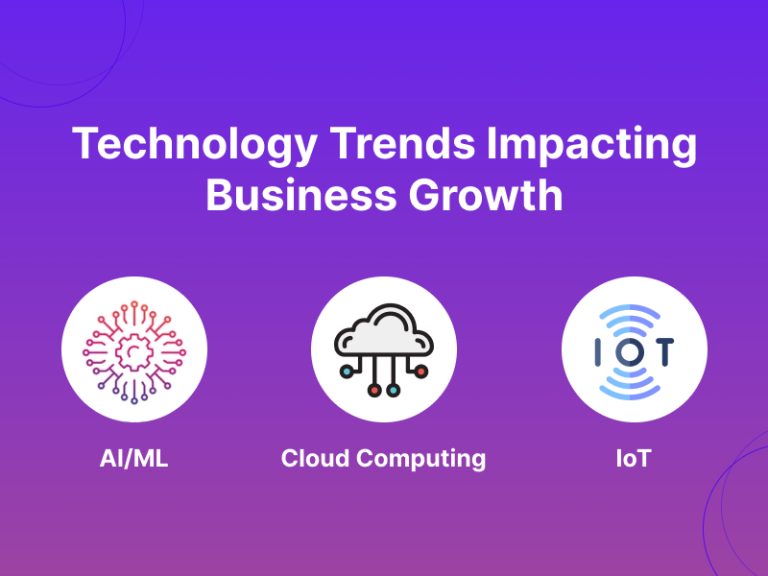 Technology Trends Impacting
Business Growth
IOT
AI/ML
Cloud Computing
IoT